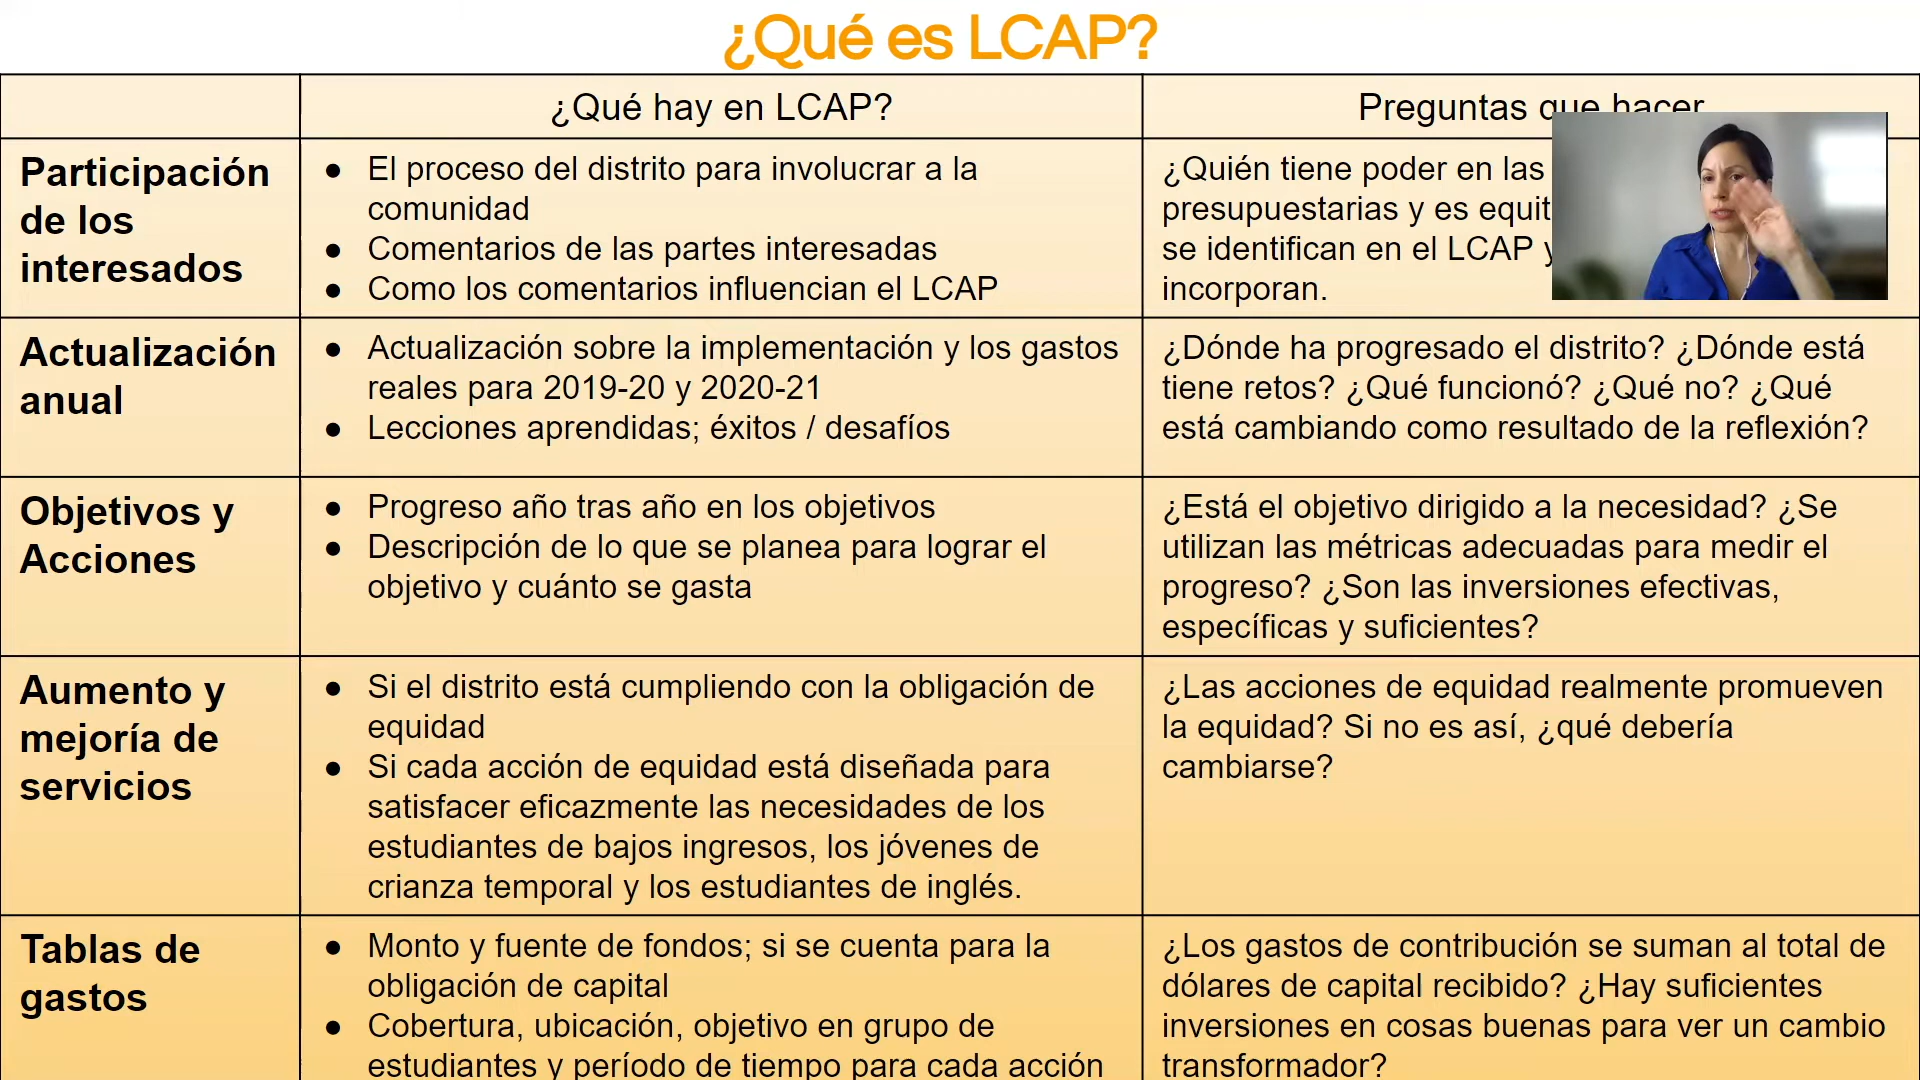 ¿Qué es LCAP?
¿Qué hay en LCAP?
Preguntas que hacer
Participación
de los
interesados
● El proceso del distrito para involucrar a la
comunidad
● Comentarios de las partes interesadas
● Como los comentarios influencian el LCAP
¿Quién tiene poder en las
presupuestarias y es
se identifican en el LCAP
incorporan.
Actualización
anual
● Actualización sobre la implementación y los gastos
reales para 2019-20 y 2020-21
● Lecciones aprendidas; éxitos / desafíos
¿Dónde ha progresado el distrito? ¿Dónde está
tiene retos? ¿Qué funcionó? ¿Qué no? ¿Qué
está cambiando como resultado de la reflexión?
Objetivos y
Acciones
● Progreso año tras año en los objetivos
● Descripción de lo que se planea para lograr el
objetivo y cuánto se gasta
¿Está el objetivo dirigido a la necesidad? ¿Se
utilizan las métricas adecuadas para medir el
progreso? ¿Son las inversiones efectivas,
específicas y suficientes?
Aumento y
mejoría de
servicios
● Si el distrito está cumpliendo con la obligación de
equidad
● Si cada acción de equidad está diseñada para
satisfacer eficazmente las necesidades de los
estudiantes de bajos ingresos, los jóvenes de
crianza temporal y los estudiantes de inglés.
¿Las acciones de equidad realmente promueven
la equidad? Si no es así, ¿qué debería
cambiarse?
Tablas de
gastos
● Monto y fuente de fondos; si se cuenta para la
obligación de capital
● Cobertura, ubicación, objetivo en grupo de
estudiantes y período de tiempo para cada acción
¿Los gastos de contribución se suman al total de
dólares de capital recibido? ¿Hay suficientes
inversiones en cosas buenas para ver un cambio
transformador?